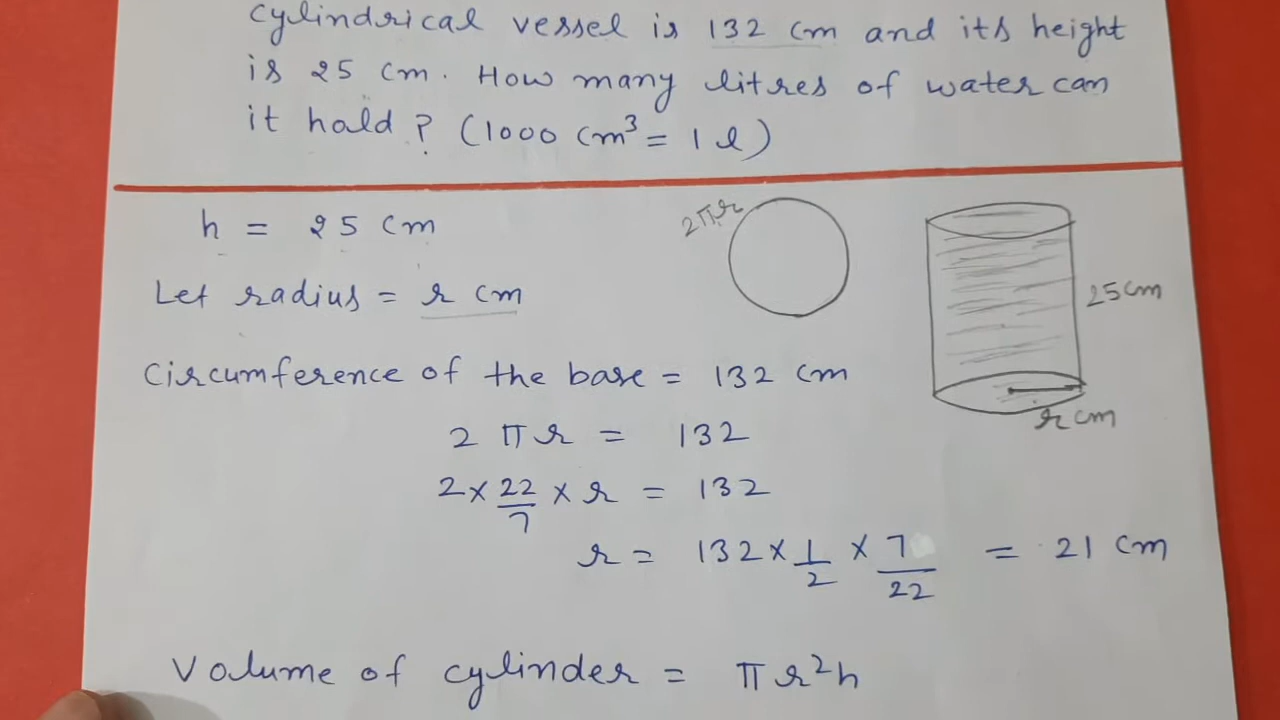 cylindrical vessel is 132 cm and its height
is 25 cm. How many litres of water can
it hold? (1000 cm³ = 1 l)
h = 25 cm
2πr
Let radius = r cm
25cm
Circumference of the base = 132 cm
r cm
2 π r = 132
2 × 22/7 × r = 132
r = 132 × 1/2 × 7/22 = 21 cm
Volume of cylinder = πr²h